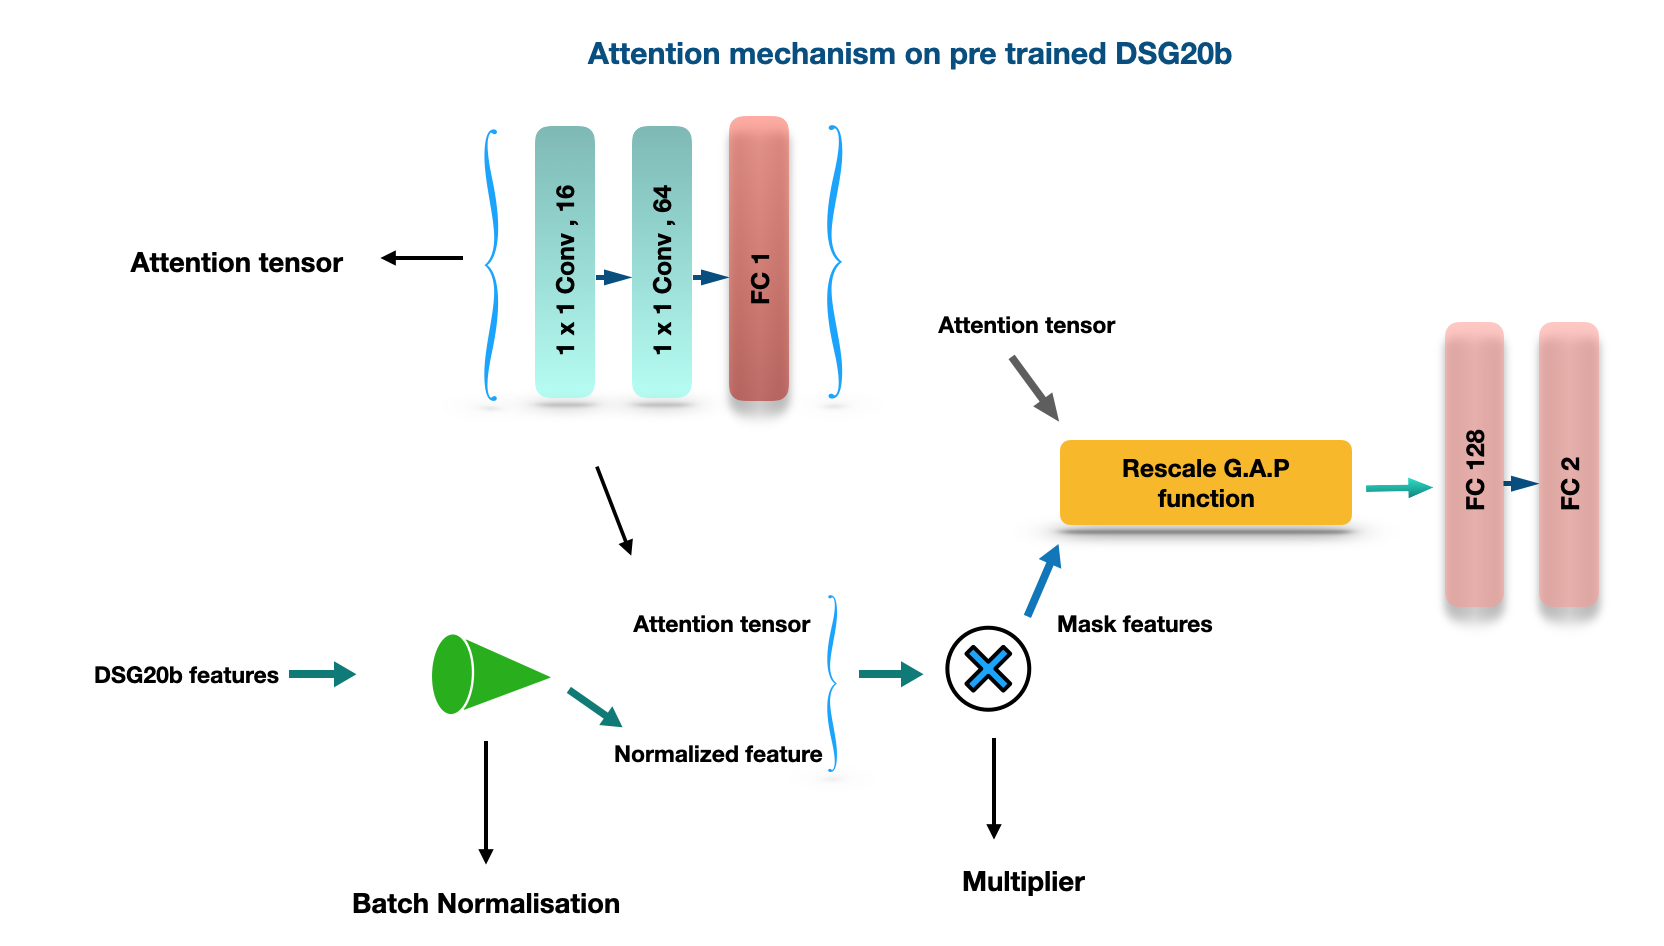 Attention mechanism on pre trained DSG20b
1 x 1 Conv , 16
1 x 1 Conv , 64
FC 1
Attention tensor
Attention tensor
Rescale G.A.P
function
FC 128
FC 2
Attention tensor
Mask features
DSG20b features
Normalized feature
Multiplier
Batch Normalisation